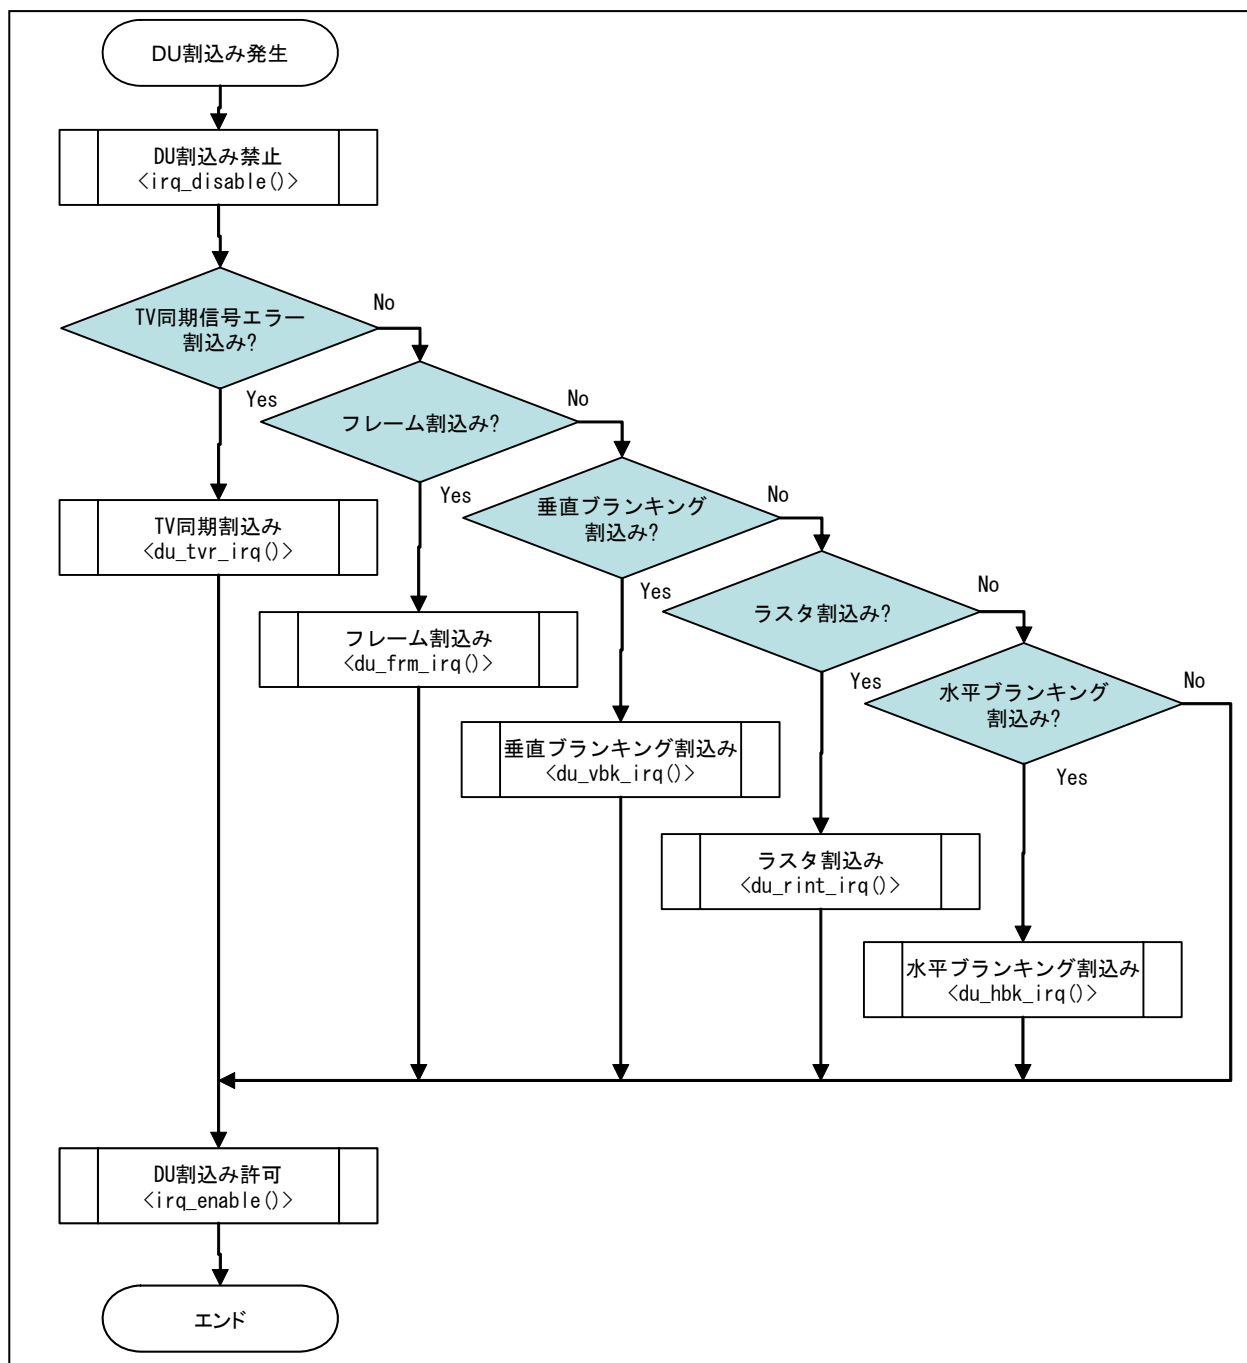 DU割込み発生
DU割込み禁止
<irq_disable()>
TV同期信号エラー
割込み?
No
Yes
フレーム割込み?
No
Yes
垂直ブランキング
割込み?
No
Yes
ラスタ割込み?
No
Yes
水平ブランキング
割込み?
No
Yes
TV同期割込み
<du_tvr_irq()>
フレーム割込み
<du_frm_irq()>
垂直ブランキング割込み
<du_vbk_irq()>
ラスタ割込み
<du_rint_irq()>
水平ブランキング割込み
<du_hbk_irq()>
DU割込み許可
<irq_enable()>
エンド